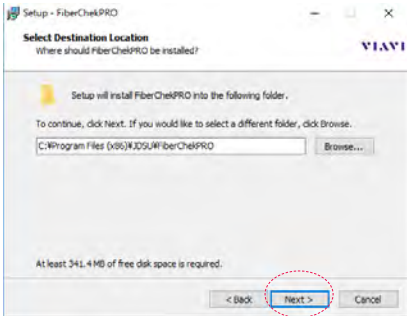 Setup - FiberChekPRO
Select Destination Location
Where should FiberChekPRO be installed?
VIAVI
Setup will install FiberChekPRO into the following folder.
To continue, click Next. If you would like to select a different folder, click Browse.
C:¥Program Files (x86)¥JDSU¥FiberChekPRO
Browse...
At least 341.4 MB of free disk space is required.
< Back
Next >
Cancel